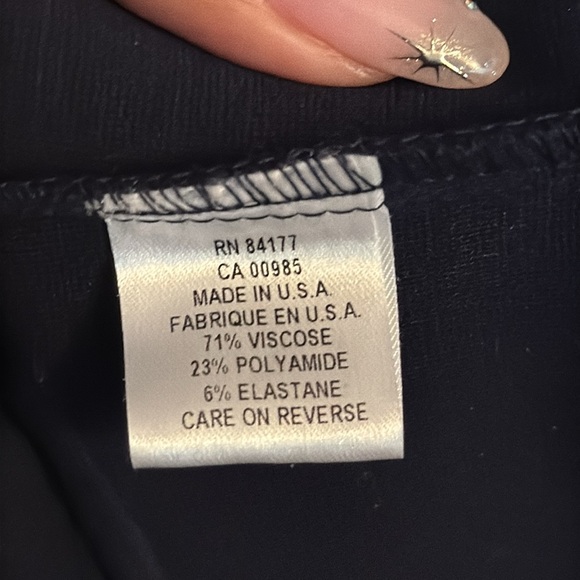 RN 84177
CA 00985
MADE IN U.S.A.
FABRIQUE EN U.S.A.
71% VISCOSE
23% POLYAMIDE
6% ELASTANE
CARE ON REVERSE